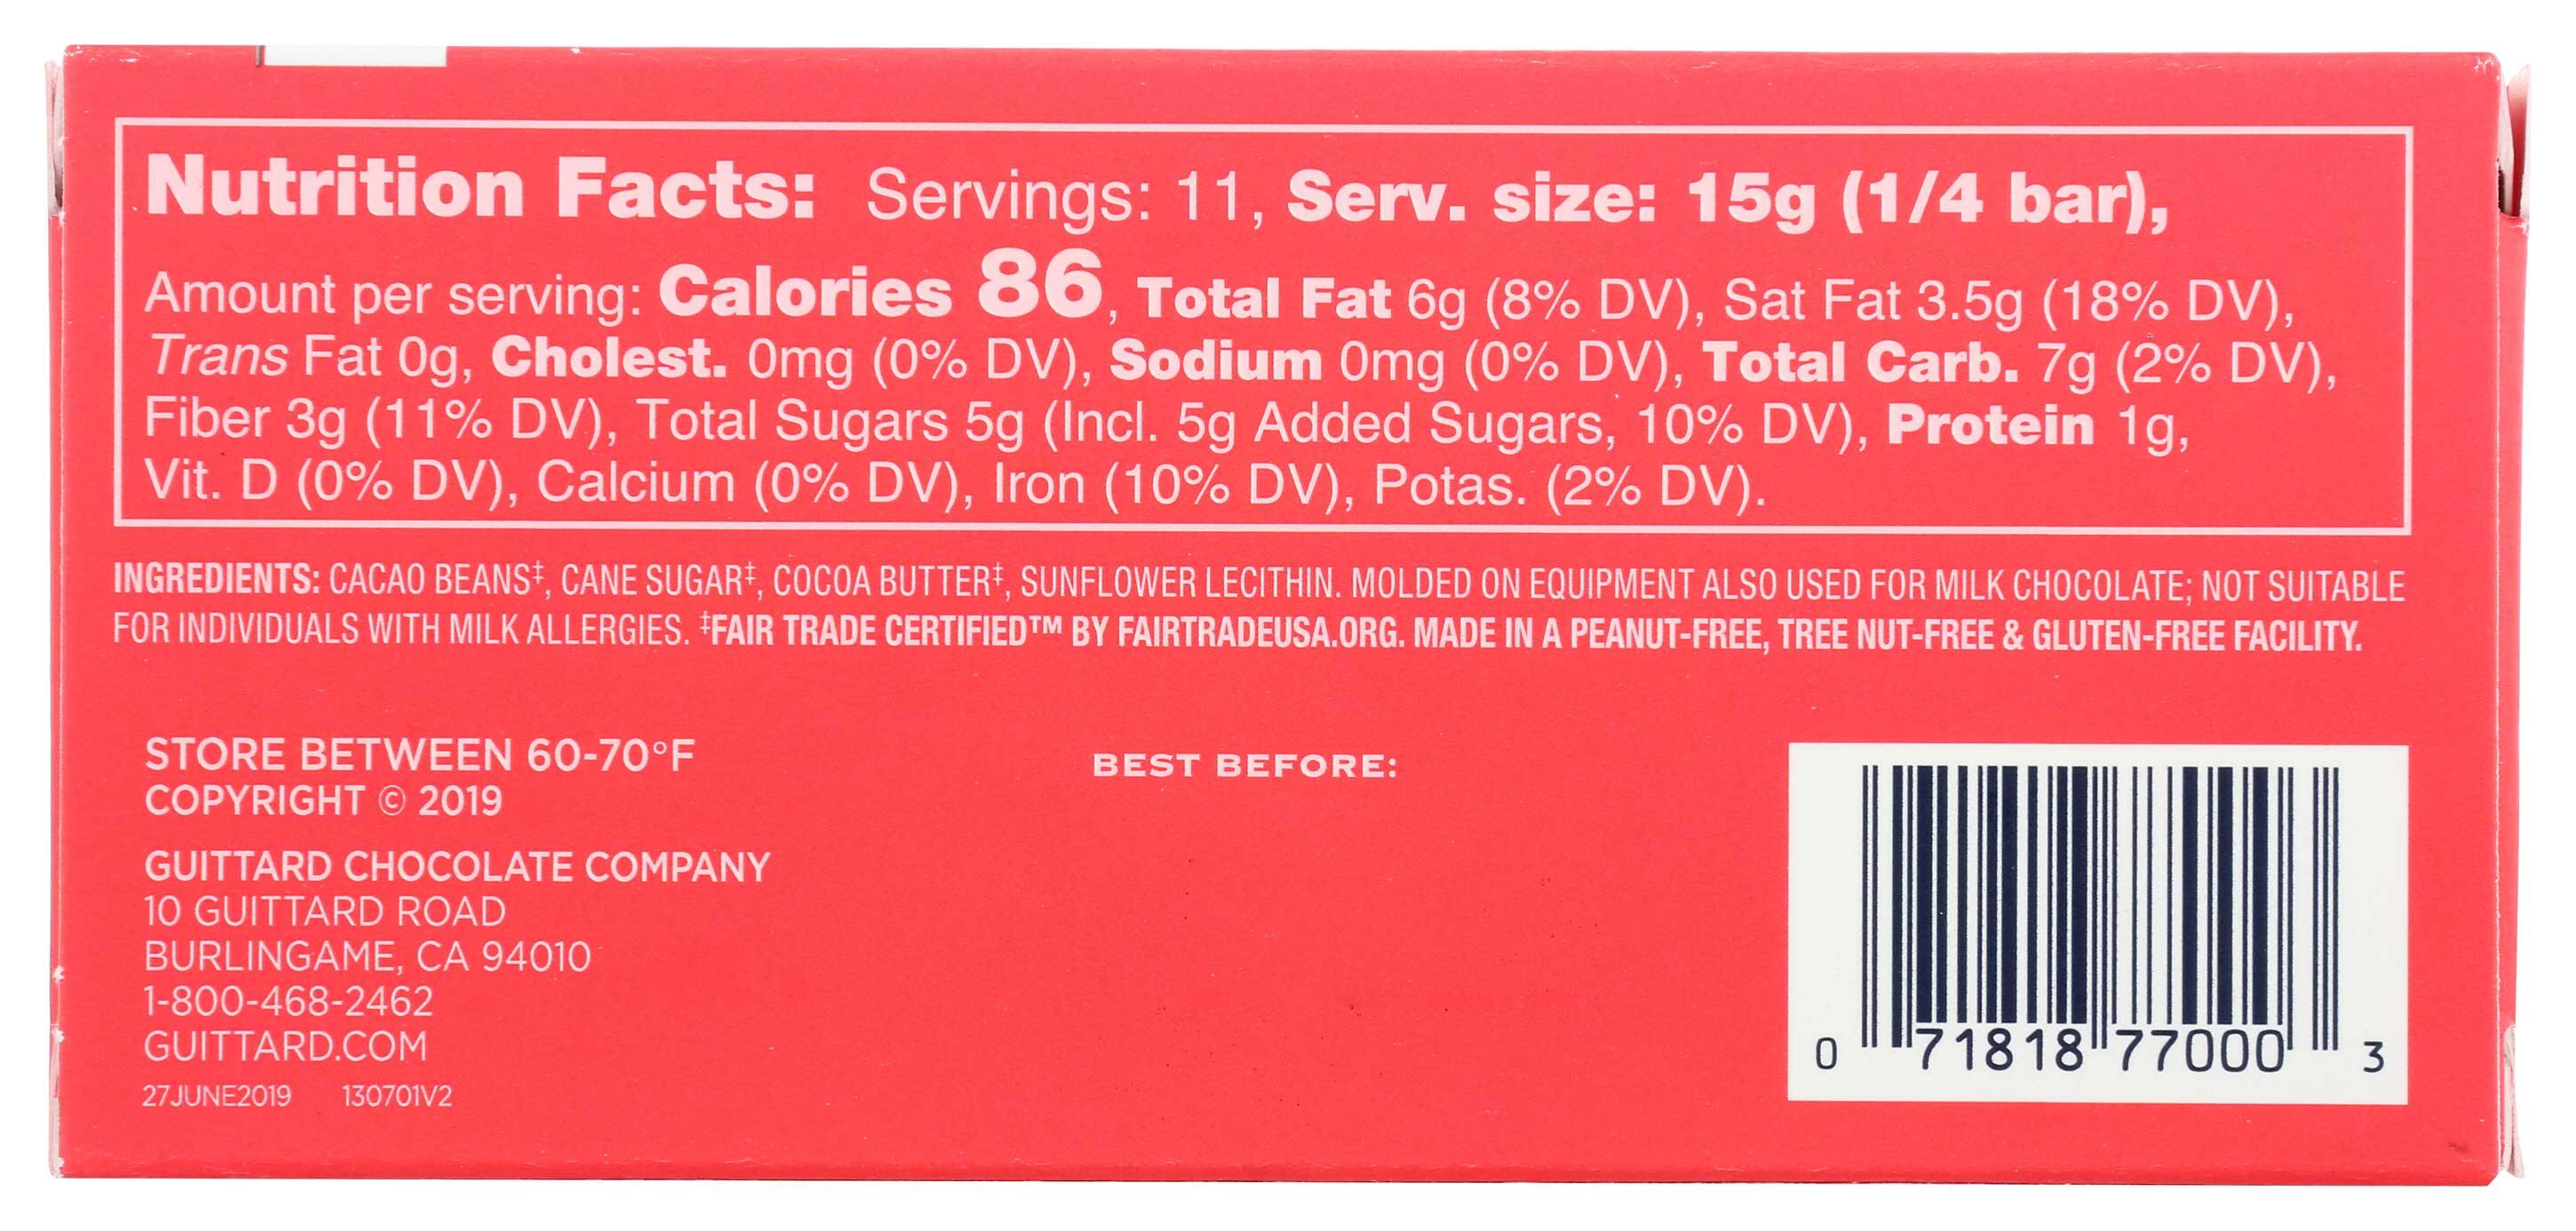 Nutrition Facts: Servings: 11, Serv. size: 15g (1/4 bar),
Amount per serving: Calories 86, Total Fat 6g (8% DV), Sat Fat 3.5g (18% DV),
Trans Fat 0g, Cholest. 0mg (0% DV), Sodium 0mg (0% DV), Total Carb. 7g (2% DV),
Fiber 3g (11% DV), Total Sugars 5g (Incl. 5g Added Sugars, 10% DV), Protein 1g,
Vit. D (0% DV), Calcium (0% DV), Iron (10% DV), Potas. (2% DV).
INGREDIENTS: CACAO BEANS‡, CANE SUGAR‡, COCOA BUTTER‡, SUNFLOWER LECITHIN. MOLDED ON EQUIPMENT ALSO USED FOR MILK CHOCOLATE; NOT SUITABLE
FOR INDIVIDUALS WITH MILK ALLERGIES. ‡FAIR TRADE CERTIFIED™ BY FAIRTRADEUSA.ORG. MADE IN A PEANUT-FREE, TREE NUT-FREE & GLUTEN-FREE FACILITY.
STORE BETWEEN 60-70°F
COPYRIGHT © 2019
GUITTARD CHOCOLATE COMPANY
10 GUITTARD ROAD
BURLINGAME, CA 94010
1-800-468-2462
GUITTARD.COM
27JUNE2019 130701V2
BEST BEFORE:
0 71818 77000 3